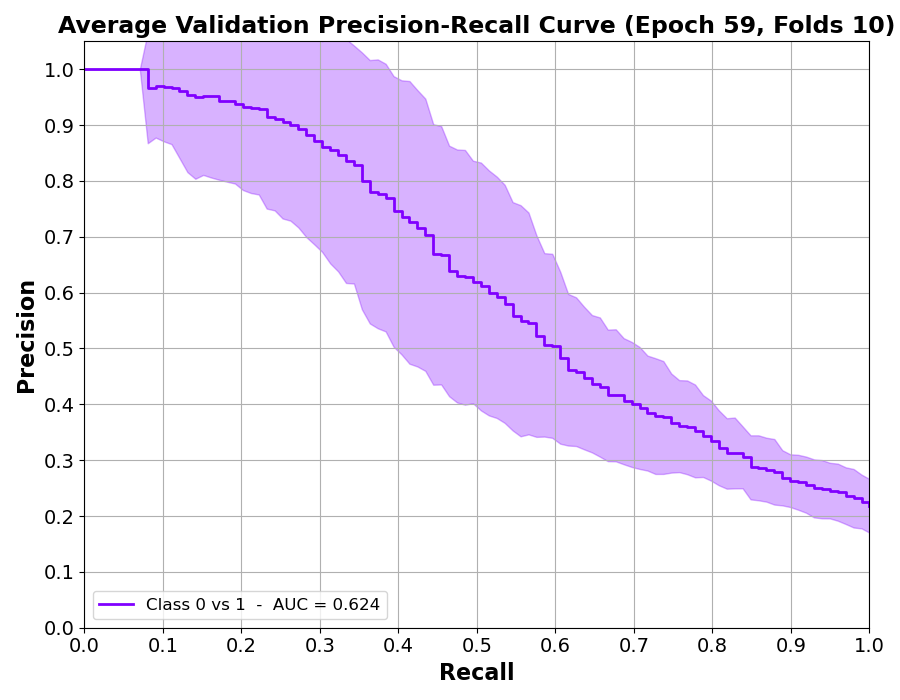 Average Validation Precision-Recall Curve (Epoch 59, Folds 10)
1.0
0.9
0.8
0.7
0.6
0.5
0.4
0.3
0.2
0.1
0.0
Precision
Class 0 vs 1 - AUC = 0.624
0.0 0.1 0.2 0.3 0.4 0.5 0.6 0.7 0.8 0.9 1.0
Recall